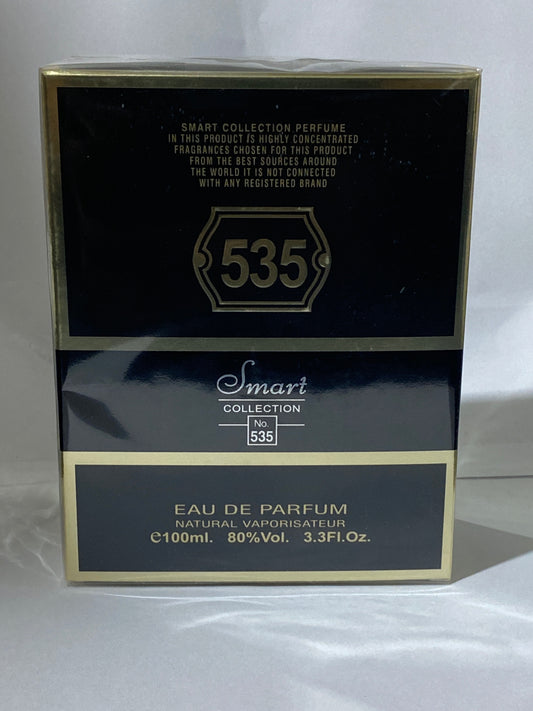 SMART COLLECTION PERFUME
IN THIS PRODUCT IS HIGHLY CONCENTRATED
FRAGRANCES CHOSEN FOR THIS PRODUCT
FROM THE BEST SOURCES AROUND
THE WORLD IT IS NOT CONNECTED
WITH ANY REGISTERED BRAND
535
Smart
COLLECTION
No.
535
EAU DE PARFUM
NATURAL VAPORISATEUR
℮100ml. 80%Vol. 3.3Fl.Oz.